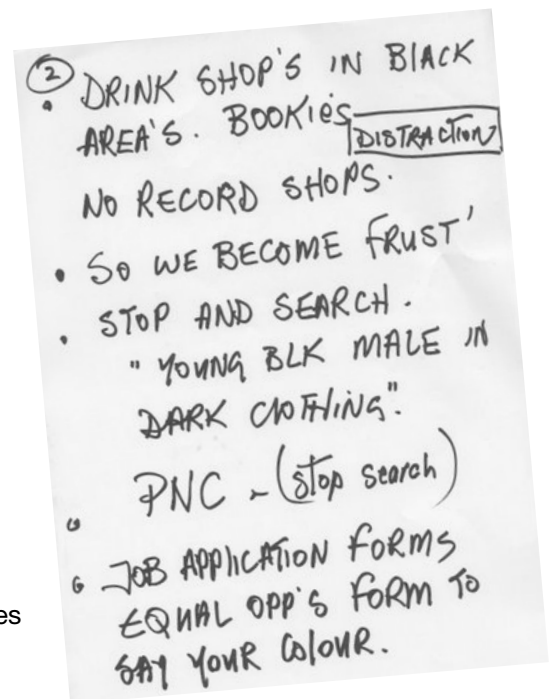 2
• DRINK SHOP'S IN BLACK
AREA'S. BOOKIES
DISTRACTION
NO RECORD SHOPS.
• SO WE BECOME FRUST'
• STOP AND SEARCH.
"YOUNG BLK MALE IN
DARK CLOTHING".
PNC - (stop search)
• JOB APPLICATION FORMS
EQUAL OPP'S FORM TO
SAY YOUR COLOUR.
es